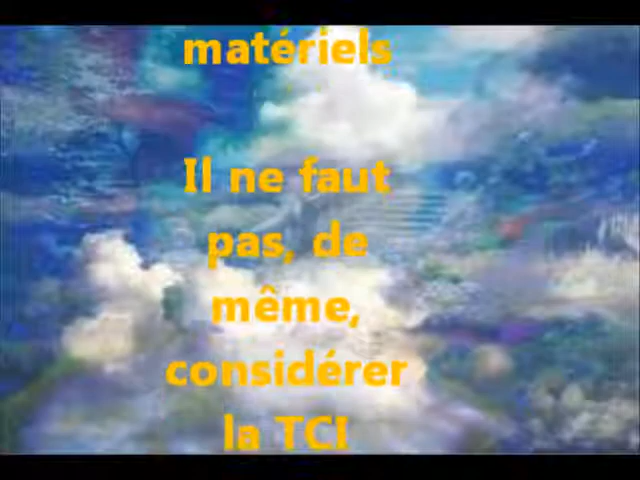 matériels
Il ne faut
pas, de
même,
considérer
la TCI